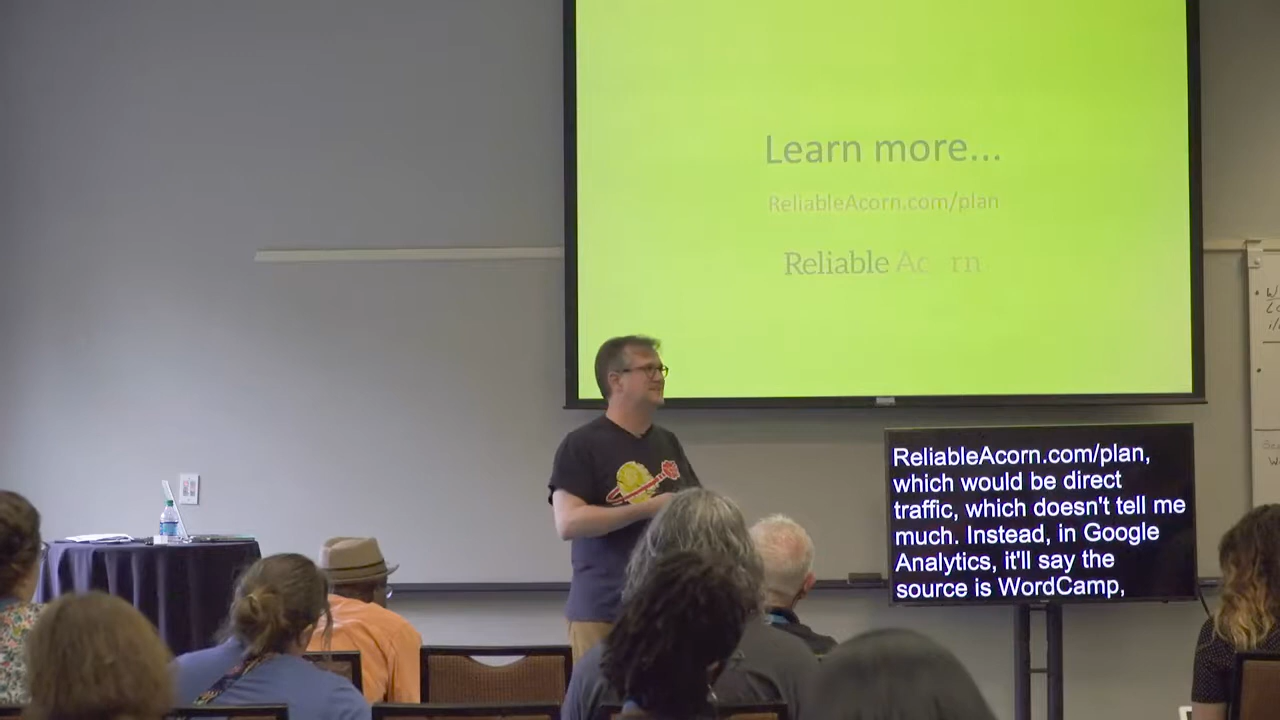 Learn more...
ReliableAcorn.com/plan
Reliable Acorn
ReliableAcorn.com/plan,
which would be direct
traffic, which doesn't tell me
much. Instead, in Google
Analytics, it'll say the
source is WordCamp,